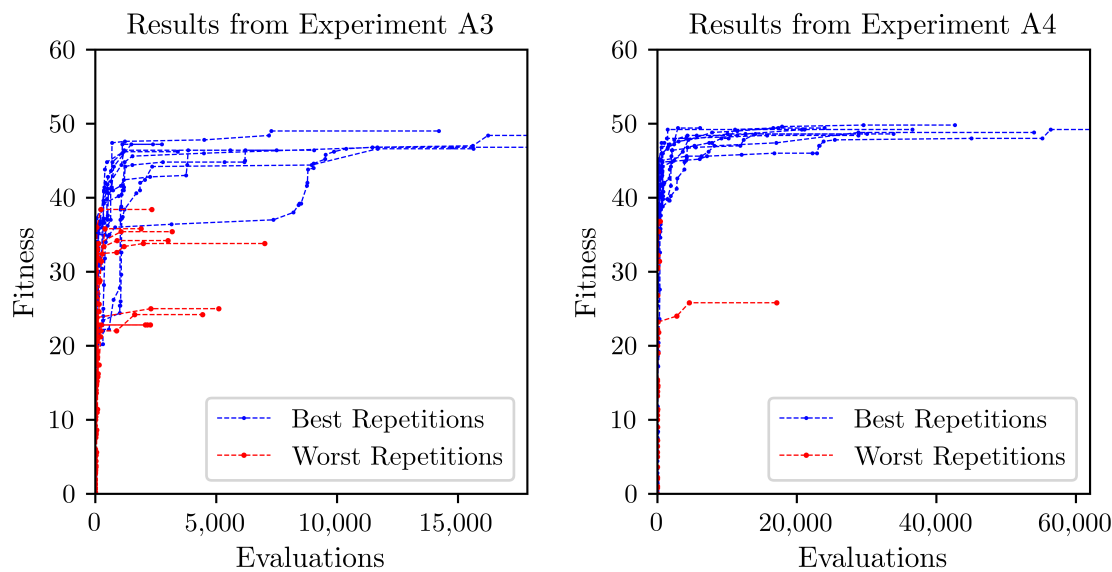 Results from Experiment A3
60
50
40
30
20
10
0
Fitness
0
5,000
10,000
15,000
Evaluations
Best Repetitions
Worst Repetitions
Results from Experiment A4
60
50
40
30
20
10
0
Fitness
0
20,000
40,000
60,000
Evaluations
Best Repetitions
Worst Repetitions